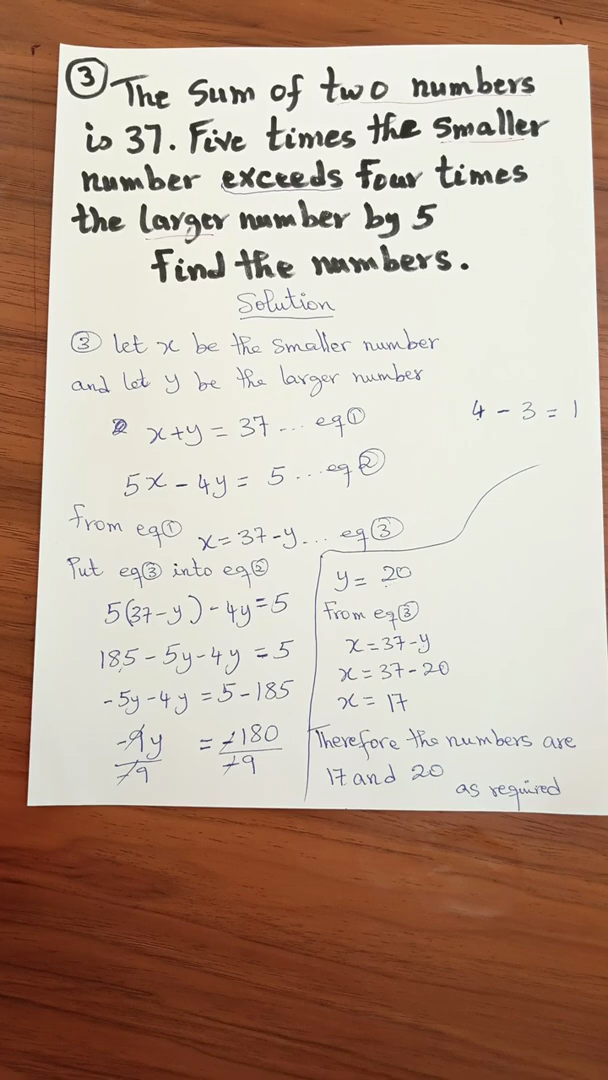 ③ The Sum of two numbers
is 37. Five times the smaller
number exceeds four times
the larger number by 5
Find the numbers.
Solution
③ let x be the smaller number
and let y be the larger number
x+y = 37 ... eq①
4 - 3 = 1
5x - 4y = 5 ... eq②
from eq① x = 37-y ... eq③
Put eq③ into eq②
5(37-y) - 4y = 5
185 - 5y - 4y = 5
-5y - 4y = 5 - 185
-9y = -180
-9 -9
y = 20
From eq③
x = 37-y
x = 37-20
x = 17
Therefore the numbers are
17 and 20
as required